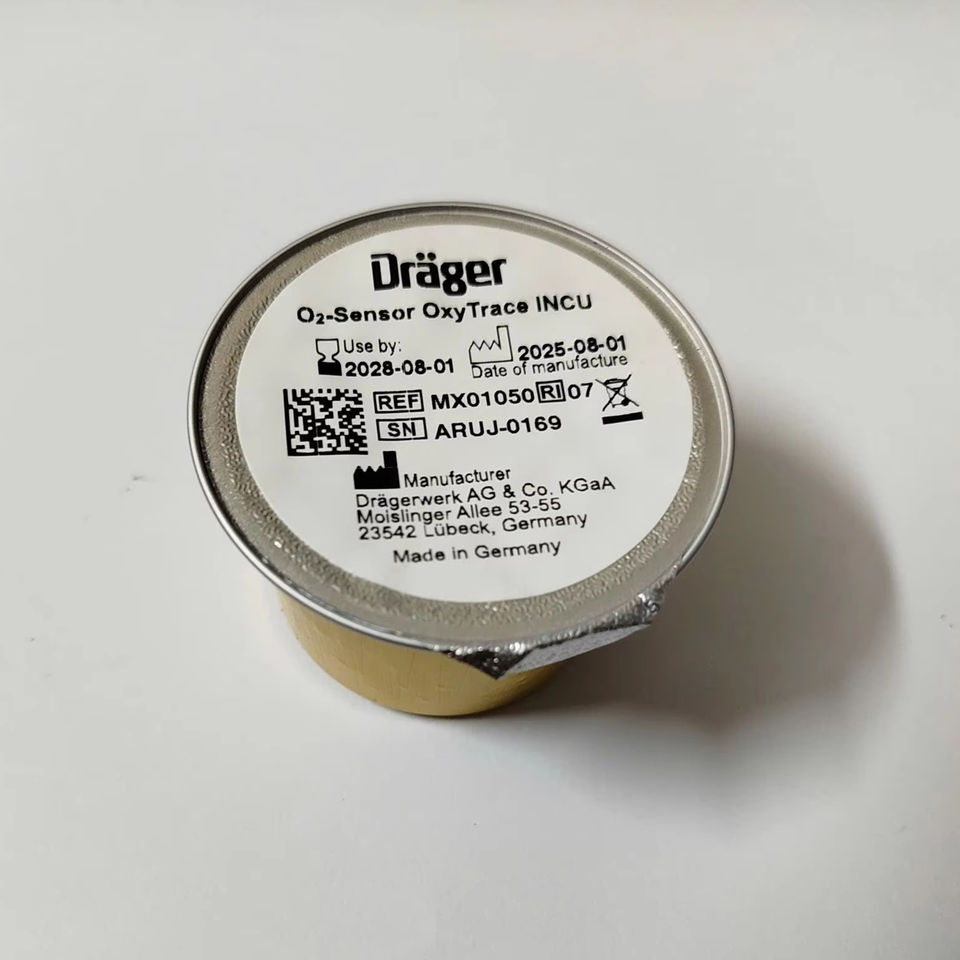 Dräger
O₂-Sensor OxyTrace INCU
Use by:
2028-08-01
2025-08-01
Date of manufacture
REF MX01050 RI 07
SN ARUJ-0169
Manufacturer
Drägerwerk AG & Co. KGaA
Moislinger Allee 53-55
23542 Lübeck, Germany
Made in Germany